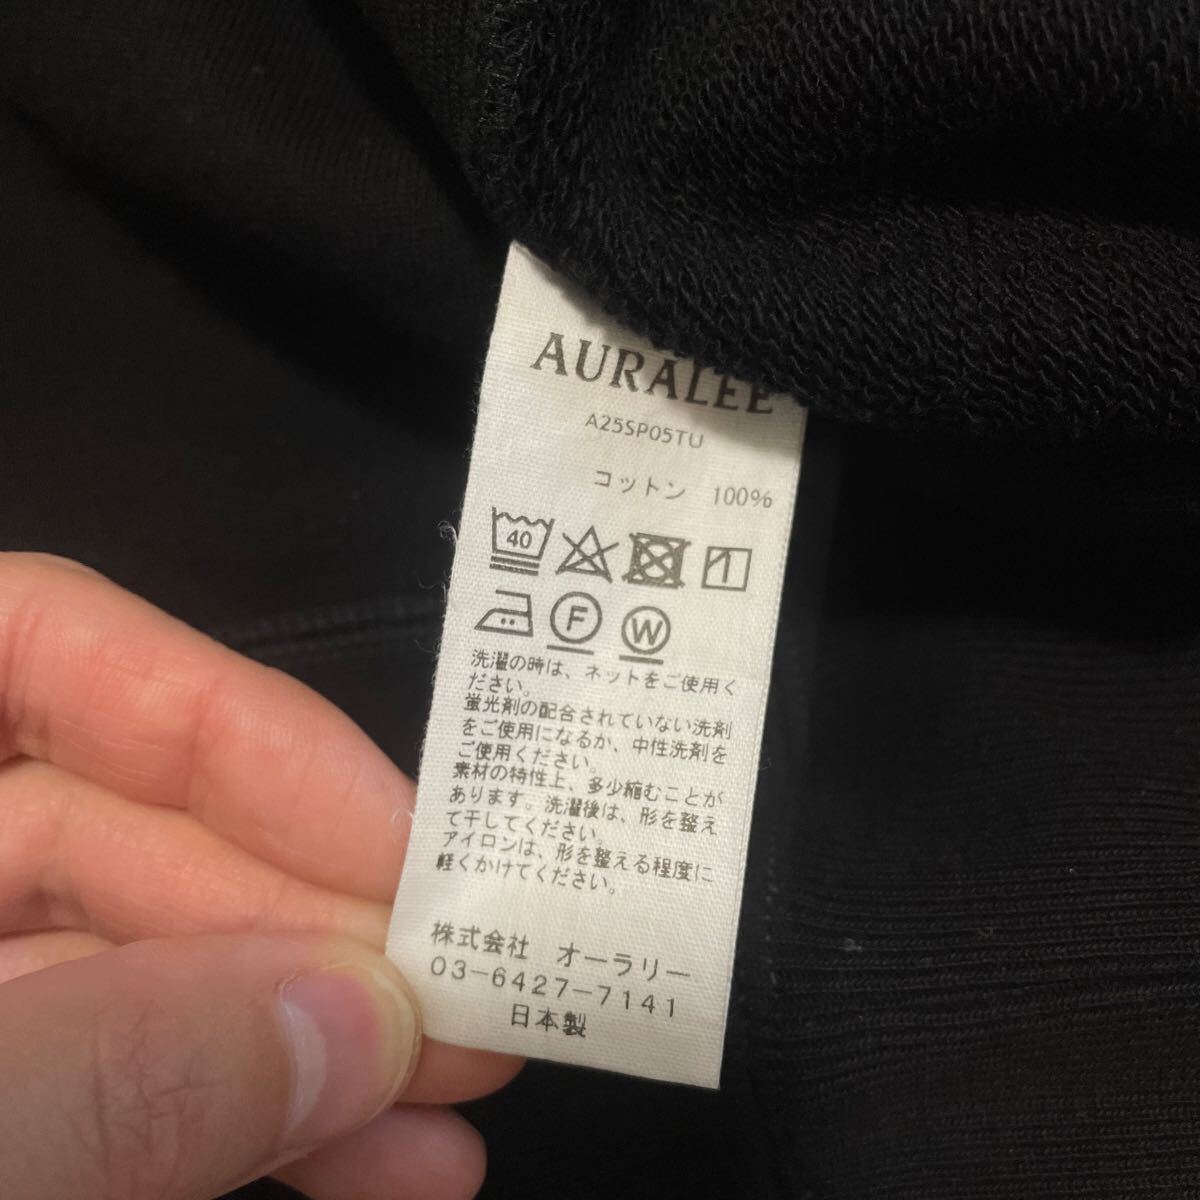 AURALEE
A25SP05TU
コットン 100%
40
F W
洗濯の時は、ネットをご使用く
ださい。
蛍光剤の配合されていない洗剤
をご使用になるか、中性洗剤を
ご使用ください。
素材の特性上、多少縮むことが
あります。洗濯後は、形を整え
て干してください。
アイロンは、形を整える程度に
軽くかけてください。
株式会社 オーラリー
03-6427-7141
日本製